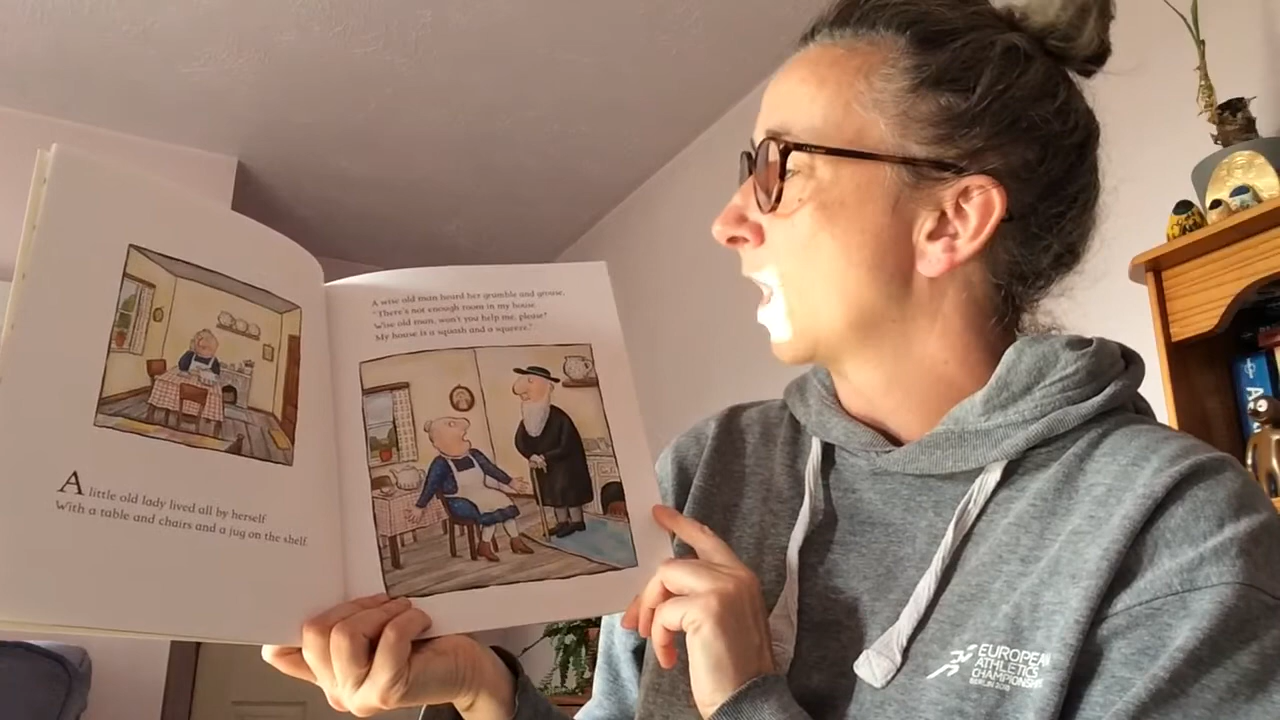 A little old lady lived all by herself
With a table and chairs and a jug on the shelf.
A wise old man heard her grumble and grouse,
"There's not enough room in my house.
Wise old man, won't you help me, please?
My house is a squash and a squeeze."
EUROPEAN
ATHLETICS
CHAMPIONSHIPS
BERLIN 2018